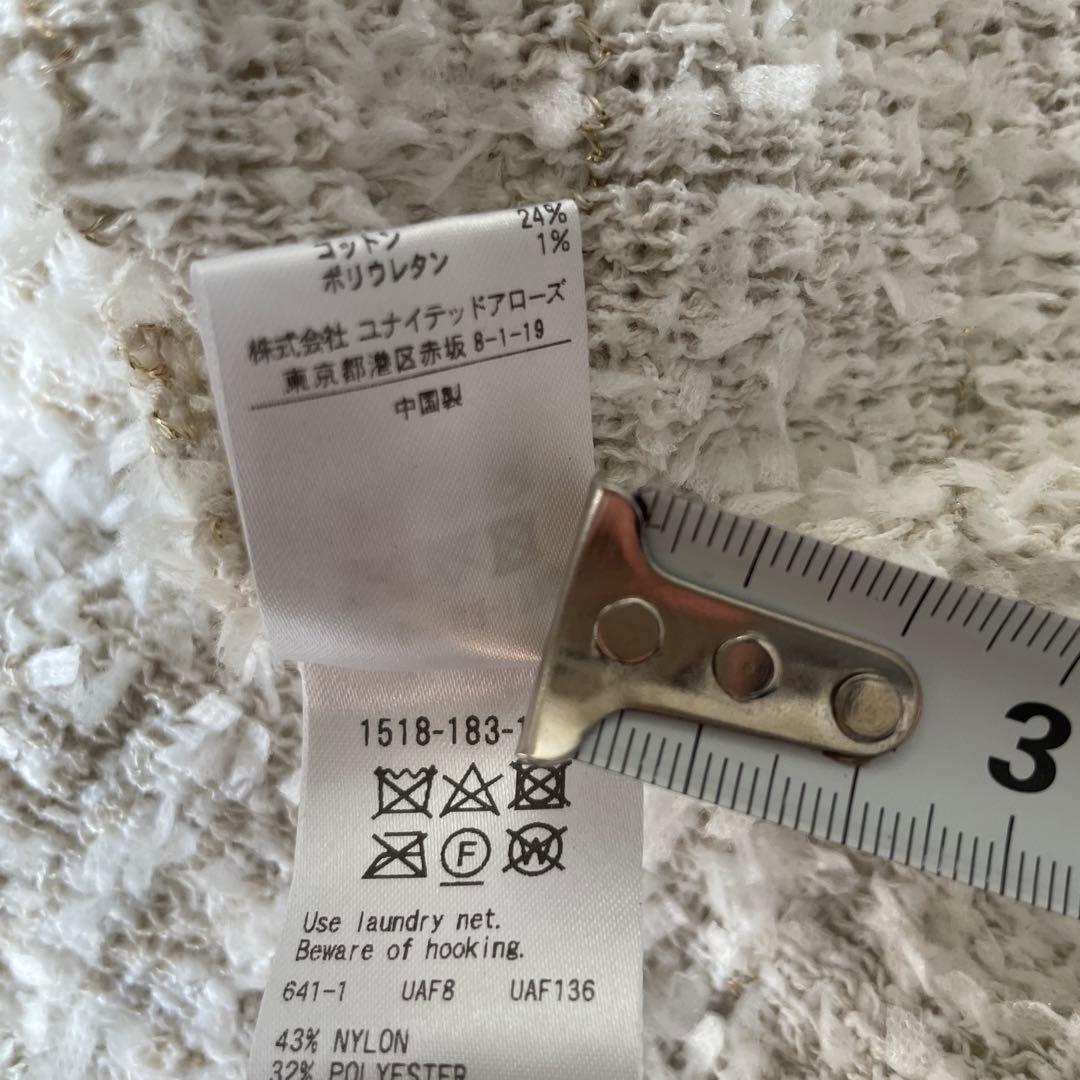 コットン 24%
ポリウレタン 1%
株式会社 ユナイテッドアローズ
東京都港区赤坂 8-1-19
中国製
1518-183-
F
W
Use laundry net.
Beware of hooking.
641-1 UAF8 UAF136
43% NYLON
32% POLYESTER
3